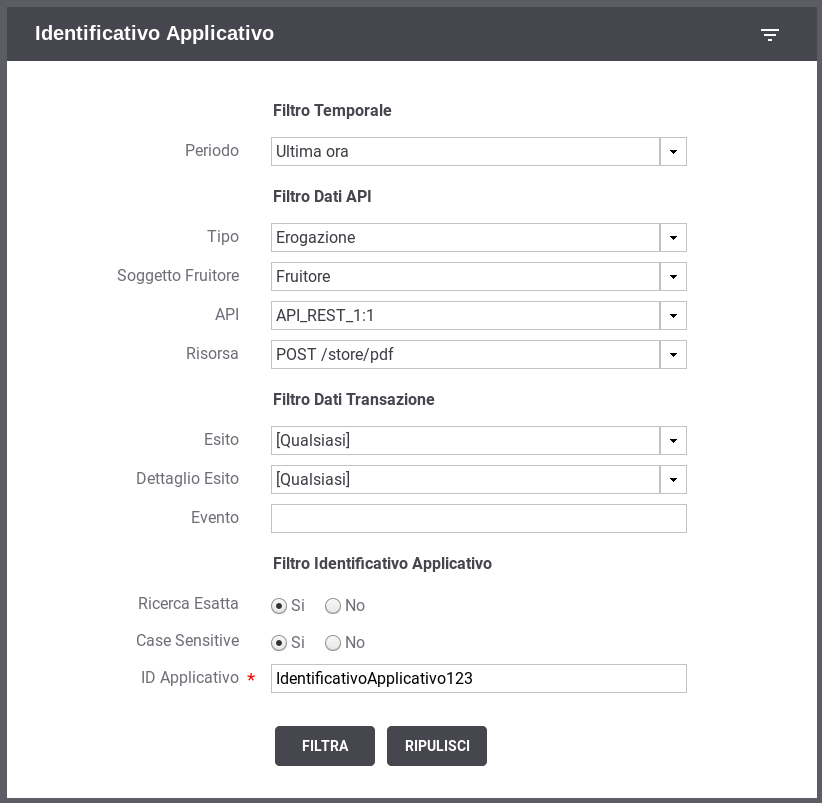 Identificativo Applicativo
Filtro Temporale
Periodo Ultima ora
Filtro Dati API
Tipo Erogazione
Soggetto Fruitore Fruitore
API API_REST_1:1
Risorsa POST /store/pdf
Filtro Dati Transazione
Esito [Qualsiasi]
Dettaglio Esito [Qualsiasi]
Evento
Filtro Identificativo Applicativo
Ricerca Esatta Si No
Case Sensitive Si No
ID Applicativo * IdentificativoApplicativo123
FILTRA RIPULISCI